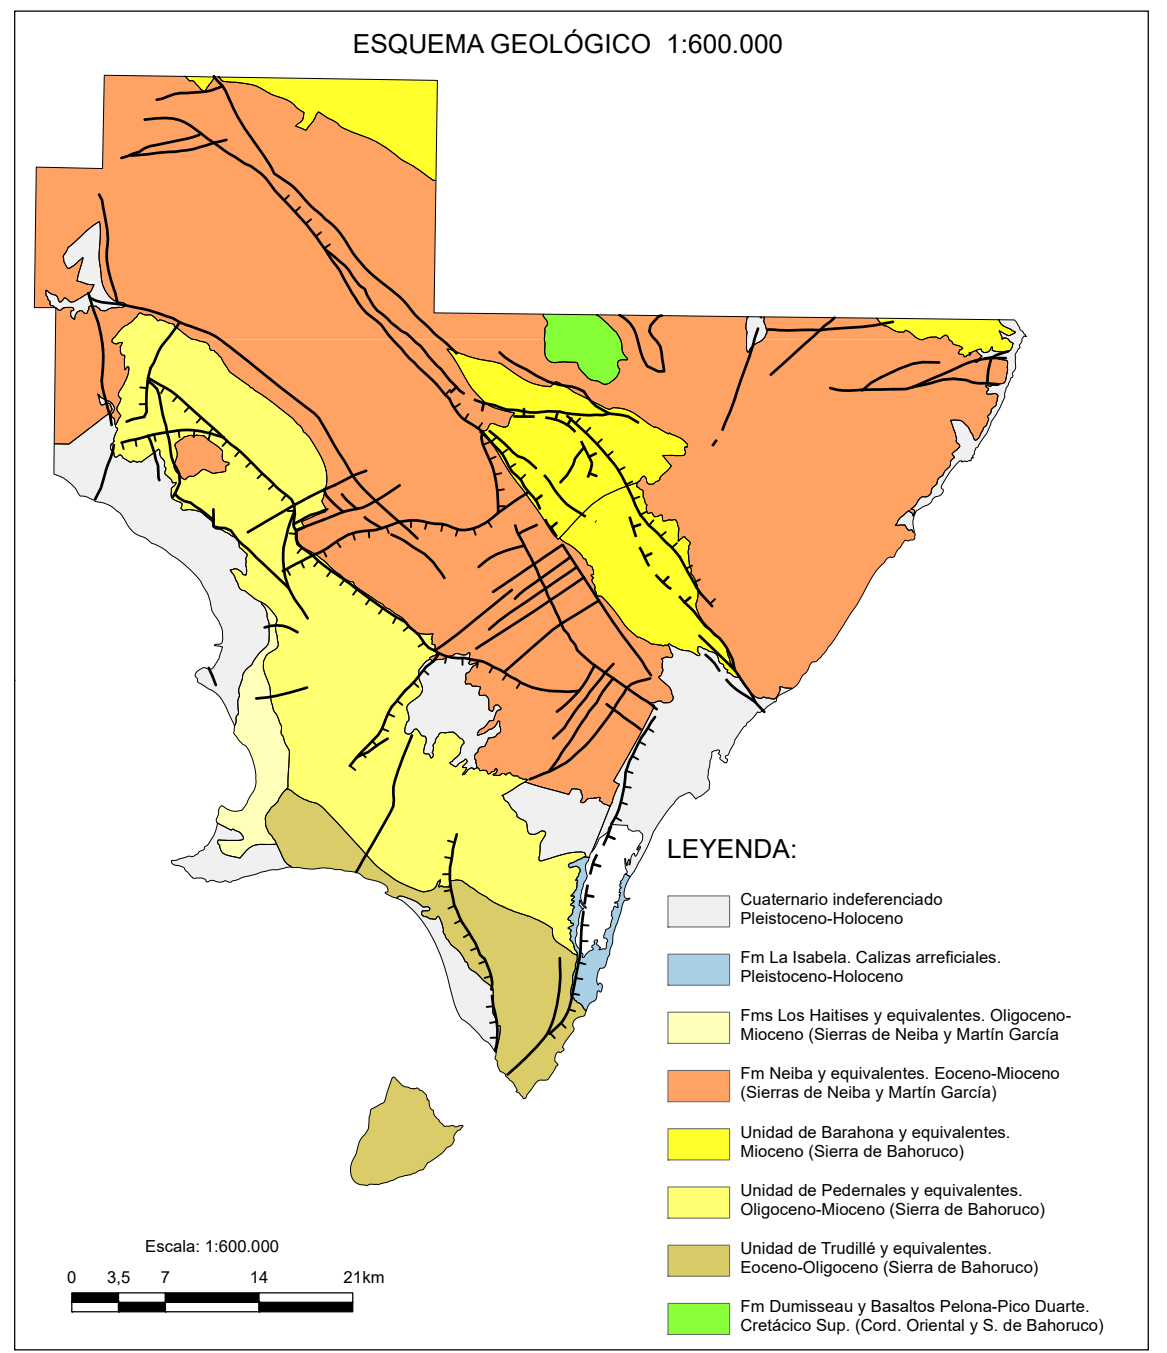 ESQUEMA GEOLÓGICO 1:600.000
LEYENDA:
Cuaternario indeferenciado
Pleistoceno-Holoceno
Fm La Isabela. Calizas arreficiales.
Pleistoceno-Holoceno
Fms Los Haitises y equivalentes. Oligoceno-
Mioceno (Sierras de Neiba y Martín García
Fm Neiba y equivalentes. Eoceno-Mioceno
(Sierras de Neiba y Martín García)
Unidad de Barahona y equivalentes.
Mioceno (Sierra de Bahoruco)
Unidad de Pedernales y equivalentes.
Oligoceno-Mioceno (Sierra de Bahoruco)
Unidad de Trudillé y equivalentes.
Eoceno-Oligoceno (Sierra de Bahoruco)
Fm Dumisseau y Basaltos Pelona-Pico Duarte.
Cretácico Sup. (Cord. Oriental y S. de Bahoruco)
Escala: 1:600.000
0 3,5 7 14 21km